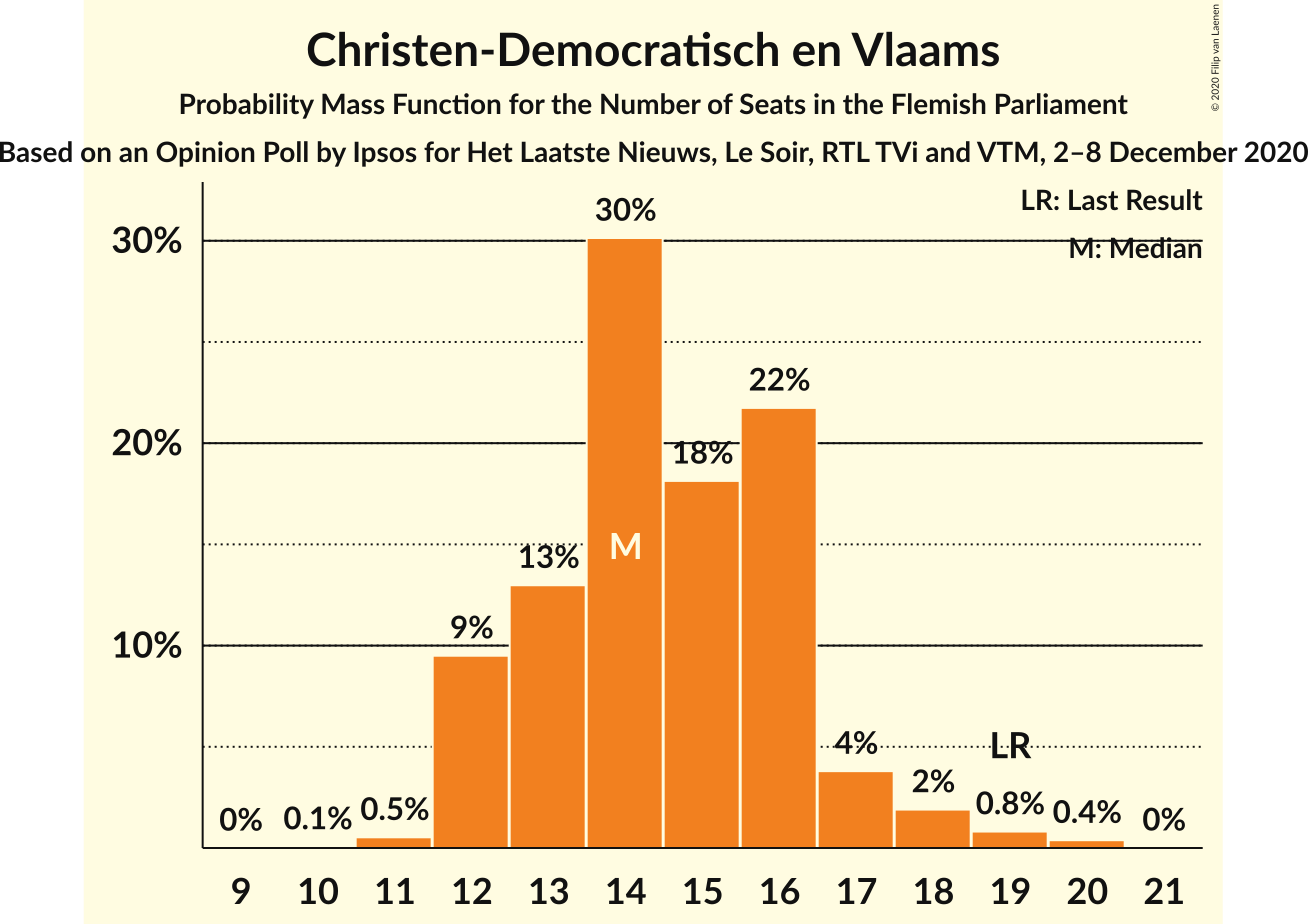 © 2020 Filip van Laenen
Christen-Democratisch en Vlaams
Probability Mass Function for the Number of Seats in the Flemish Parliament
Based on an Opinion Poll by Ipsos for Het Laatste Nieuws, Le Soir, RTL TVi and VTM, 2–8 December 2020
LR: Last Result
M: Median
30%
20%
10%
0%
0.1%
0.5%
9%
13%
30%
M
18%
22%
4%
2%
LR
0.8%
0.4%
0%
9 10 11 12 13 14 15 16 17 18 19 20 21